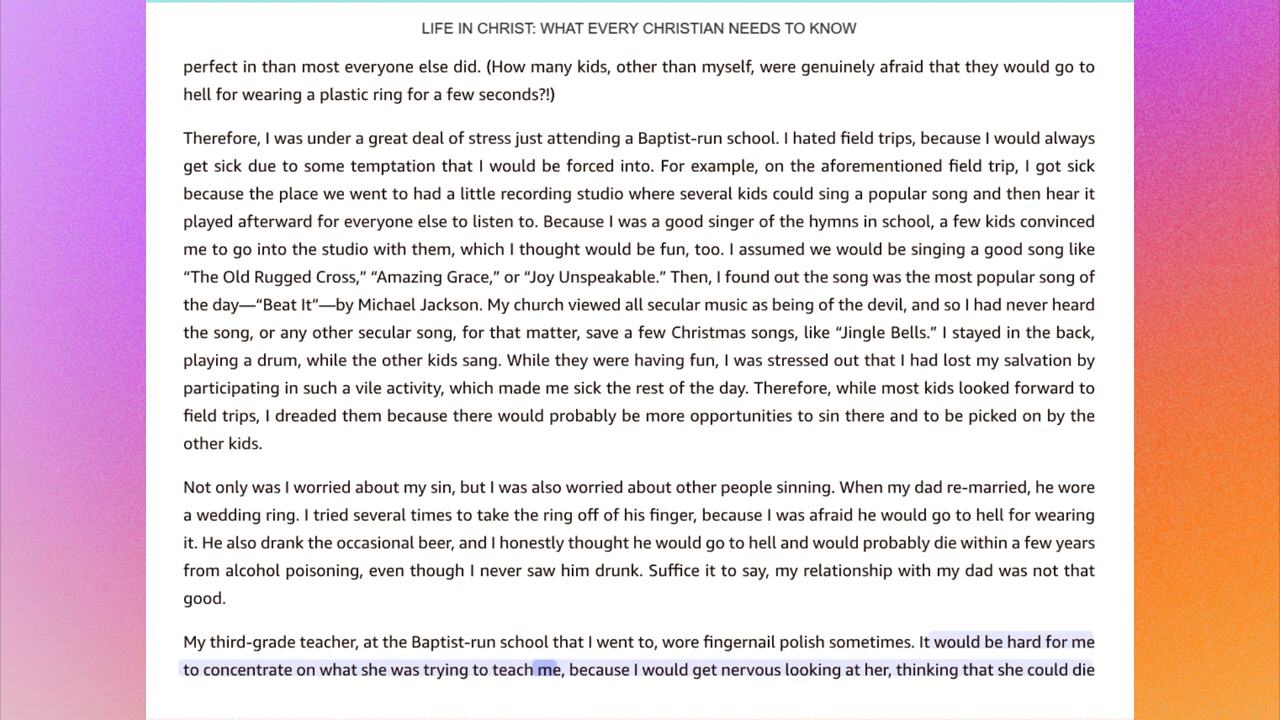 LIFE IN CHRIST: WHAT EVERY CHRISTIAN NEEDS TO KNOW
perfect in than most everyone else did. (How many kids, other than myself, were genuinely afraid that they would go to
hell for wearing a plastic ring for a few seconds?!)
Therefore, I was under a great deal of stress just attending a Baptist-run school. I hated field trips, because I would always
get sick due to some temptation that I would be forced into. For example, on the aforementioned field trip, I got sick
because the place we went to had a little recording studio where several kids could sing a popular song and then hear it
played afterward for everyone else to listen to. Because I was a good singer of the hymns in school, a few kids convinced
me to go into the studio with them, which I thought would be fun, too. I assumed we would be singing a good song like
“The Old Rugged Cross,” “Amazing Grace,” or “Joy Unspeakable.” Then, I found out the song was the most popular song of
the day—“Beat It”—by Michael Jackson. My church viewed all secular music as being of the devil, and so I had never heard
the song, or any other secular song, for that matter, save a few Christmas songs, like “Jingle Bells.” I stayed in the back,
playing a drum, while the other kids sang. While they were having fun, I was stressed out that I had lost my salvation by
participating in such a vile activity, which made me sick the rest of the day. Therefore, while most kids looked forward to
field trips, I dreaded them because there would probably be more opportunities to sin there and to be picked on by the
other kids.
Not only was I worried about my sin, but I was also worried about other people sinning. When my dad re-married, he wore
a wedding ring. I tried several times to take the ring off of his finger, because I was afraid he would go to hell for wearing
it. He also drank the occasional beer, and I honestly thought he would go to hell and would probably die within a few years
from alcohol poisoning, even though I never saw him drunk. Suffice it to say, my relationship with my dad was not that
good.
My third-grade teacher, at the Baptist-run school that I went to, wore fingernail polish sometimes. It would be hard for me
to concentrate on what she was trying to teach me, because I would get nervous looking at her, thinking that she could die